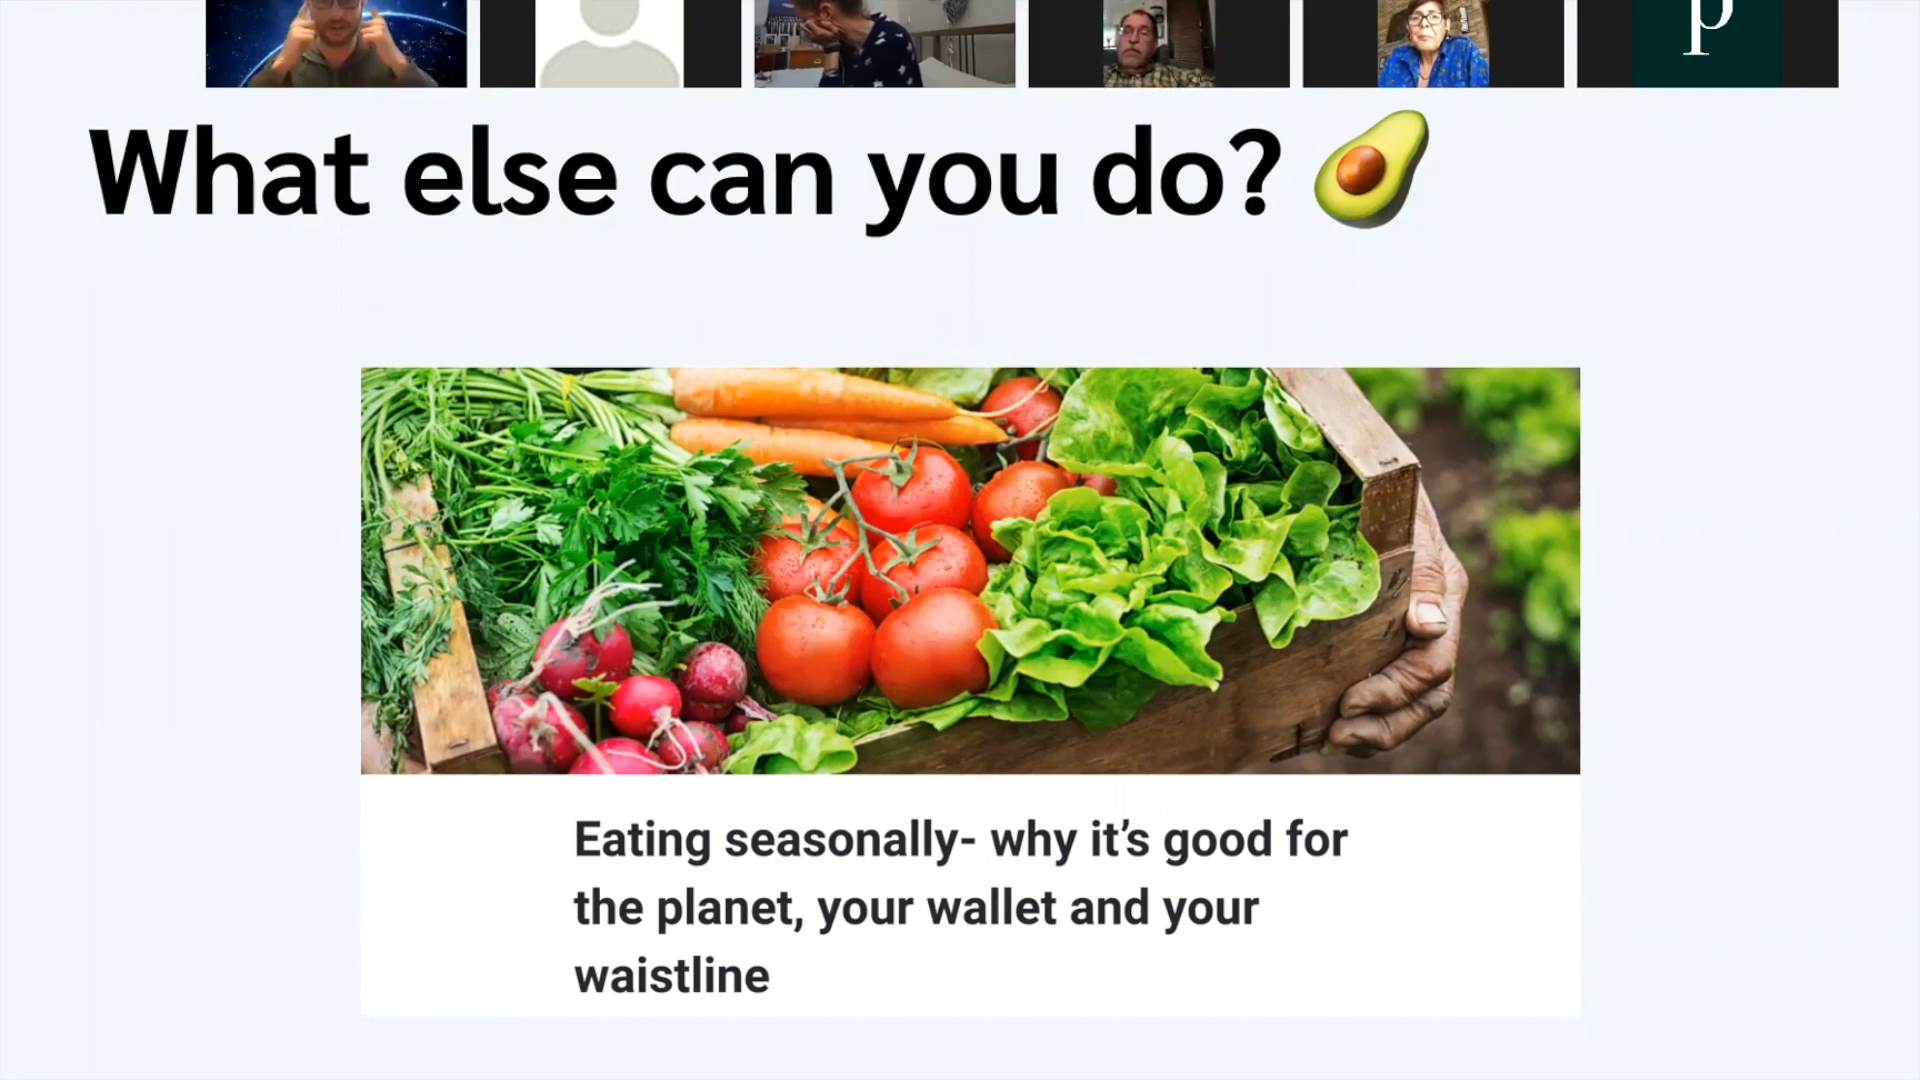 p
What else can you do?
Eating seasonally- why it’s good for
the planet, your wallet and your
waistline